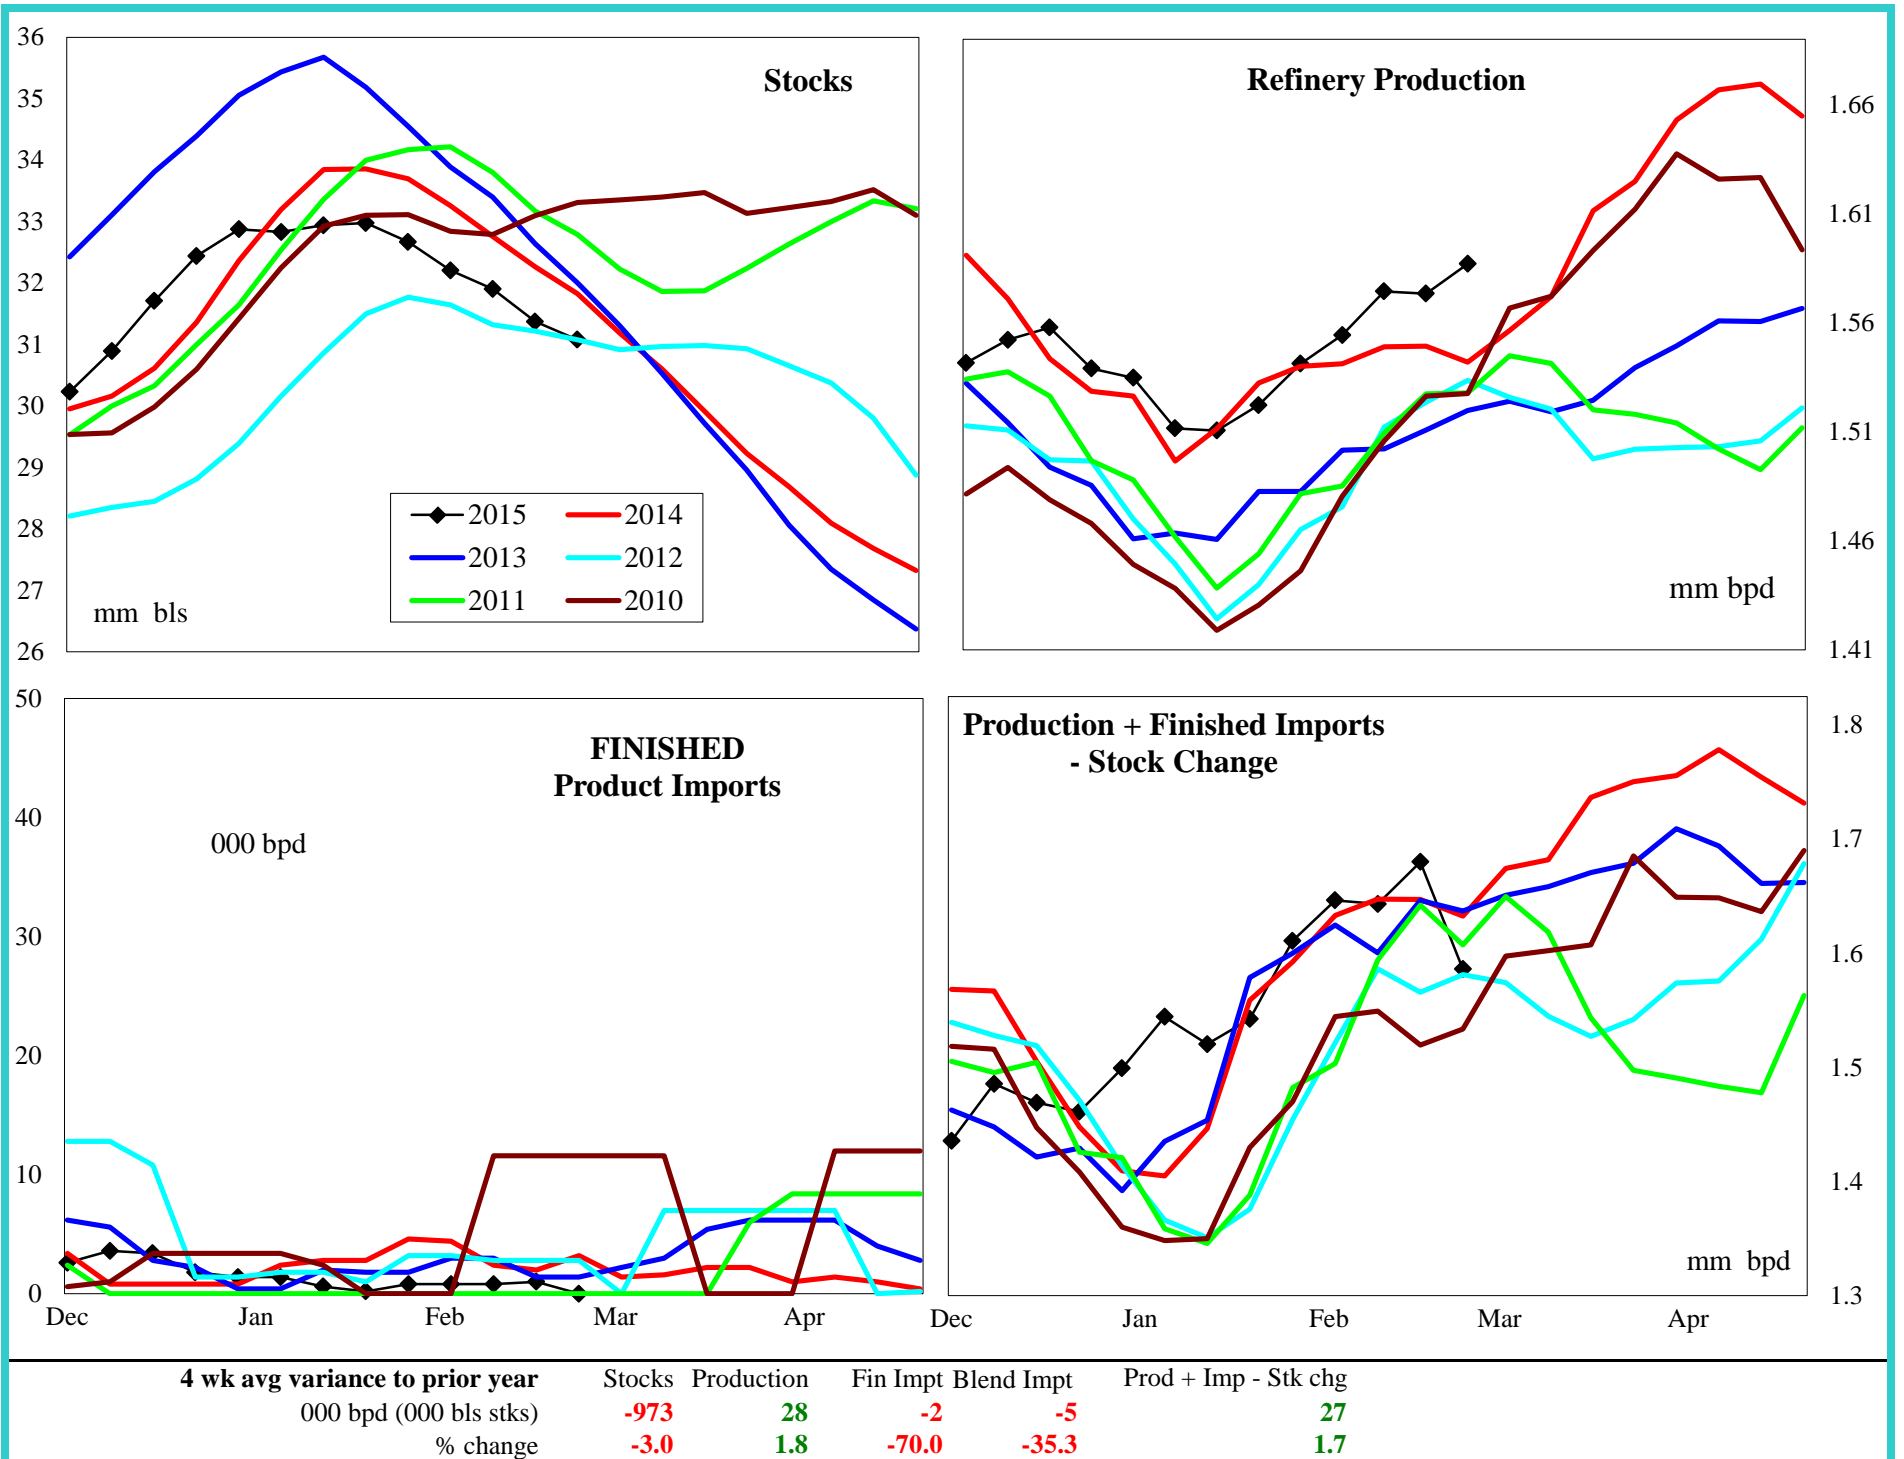 Stocks
36
35
34
33
32
31
30
29
28
27
26
2015
2014
2013
2012
2011
2010
mm bls
Refinery Production
1.66
1.61
1.56
1.51
1.46
1.41
mm bpd
FINISHED
Product Imports
000 bpd
50
40
30
20
10
0
Dec Jan Feb Mar Apr
Production + Finished Imports
- Stock Change
1.8
1.7
1.6
1.5
1.4
1.3
mm bpd
Dec Jan Feb Mar Apr
4 wk avg variance to prior year Stocks Production Fin Impt Blend Impt Prod + Imp - Stk chg
000 bpd (000 bls stks) -973 28 -2 -5 27
% change -3.0 1.8 -70.0 -35.3 1.7